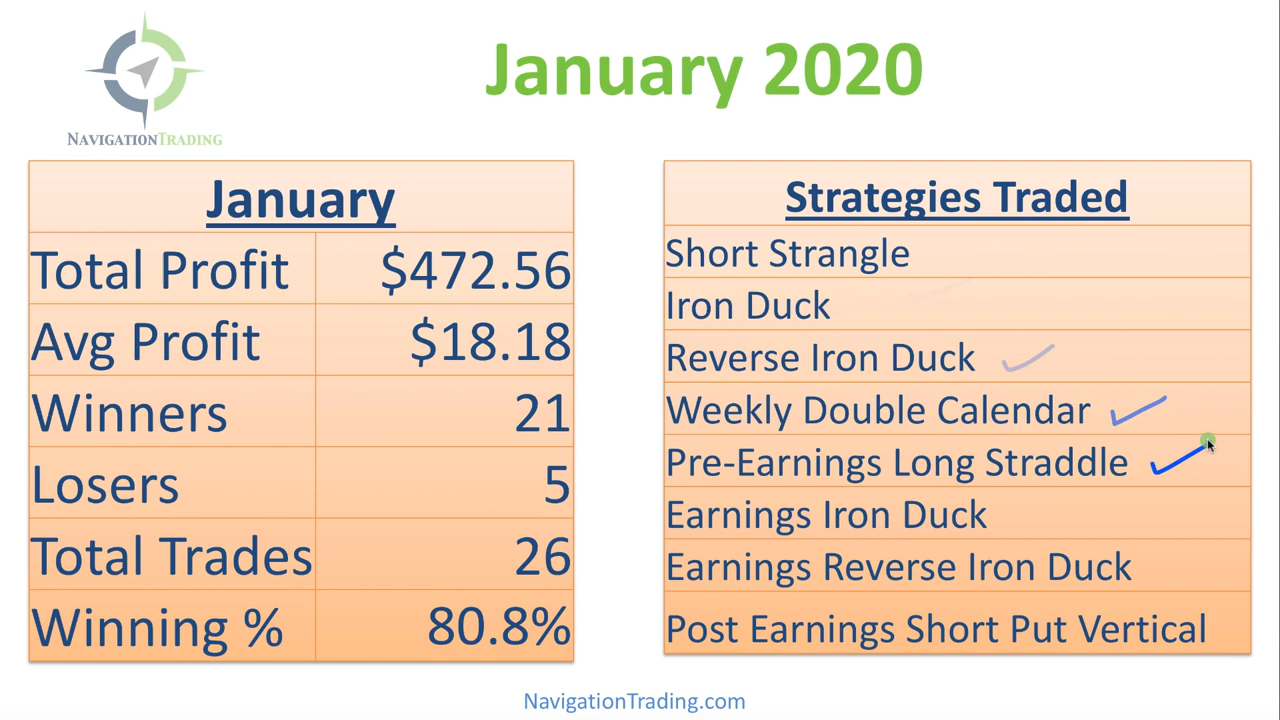 NAVIGATIONTRADING
January 2020
January
Total Profit $472.56
Avg Profit $18.18
Winners 21
Losers 5
Total Trades 26
Winning % 80.8%
Strategies Traded
Short Strangle
Iron Duck
Reverse Iron Duck
Weekly Double Calendar
Pre-Earnings Long Straddle
Earnings Iron Duck
Earnings Reverse Iron Duck
Post Earnings Short Put Vertical
NavigationTrading.com